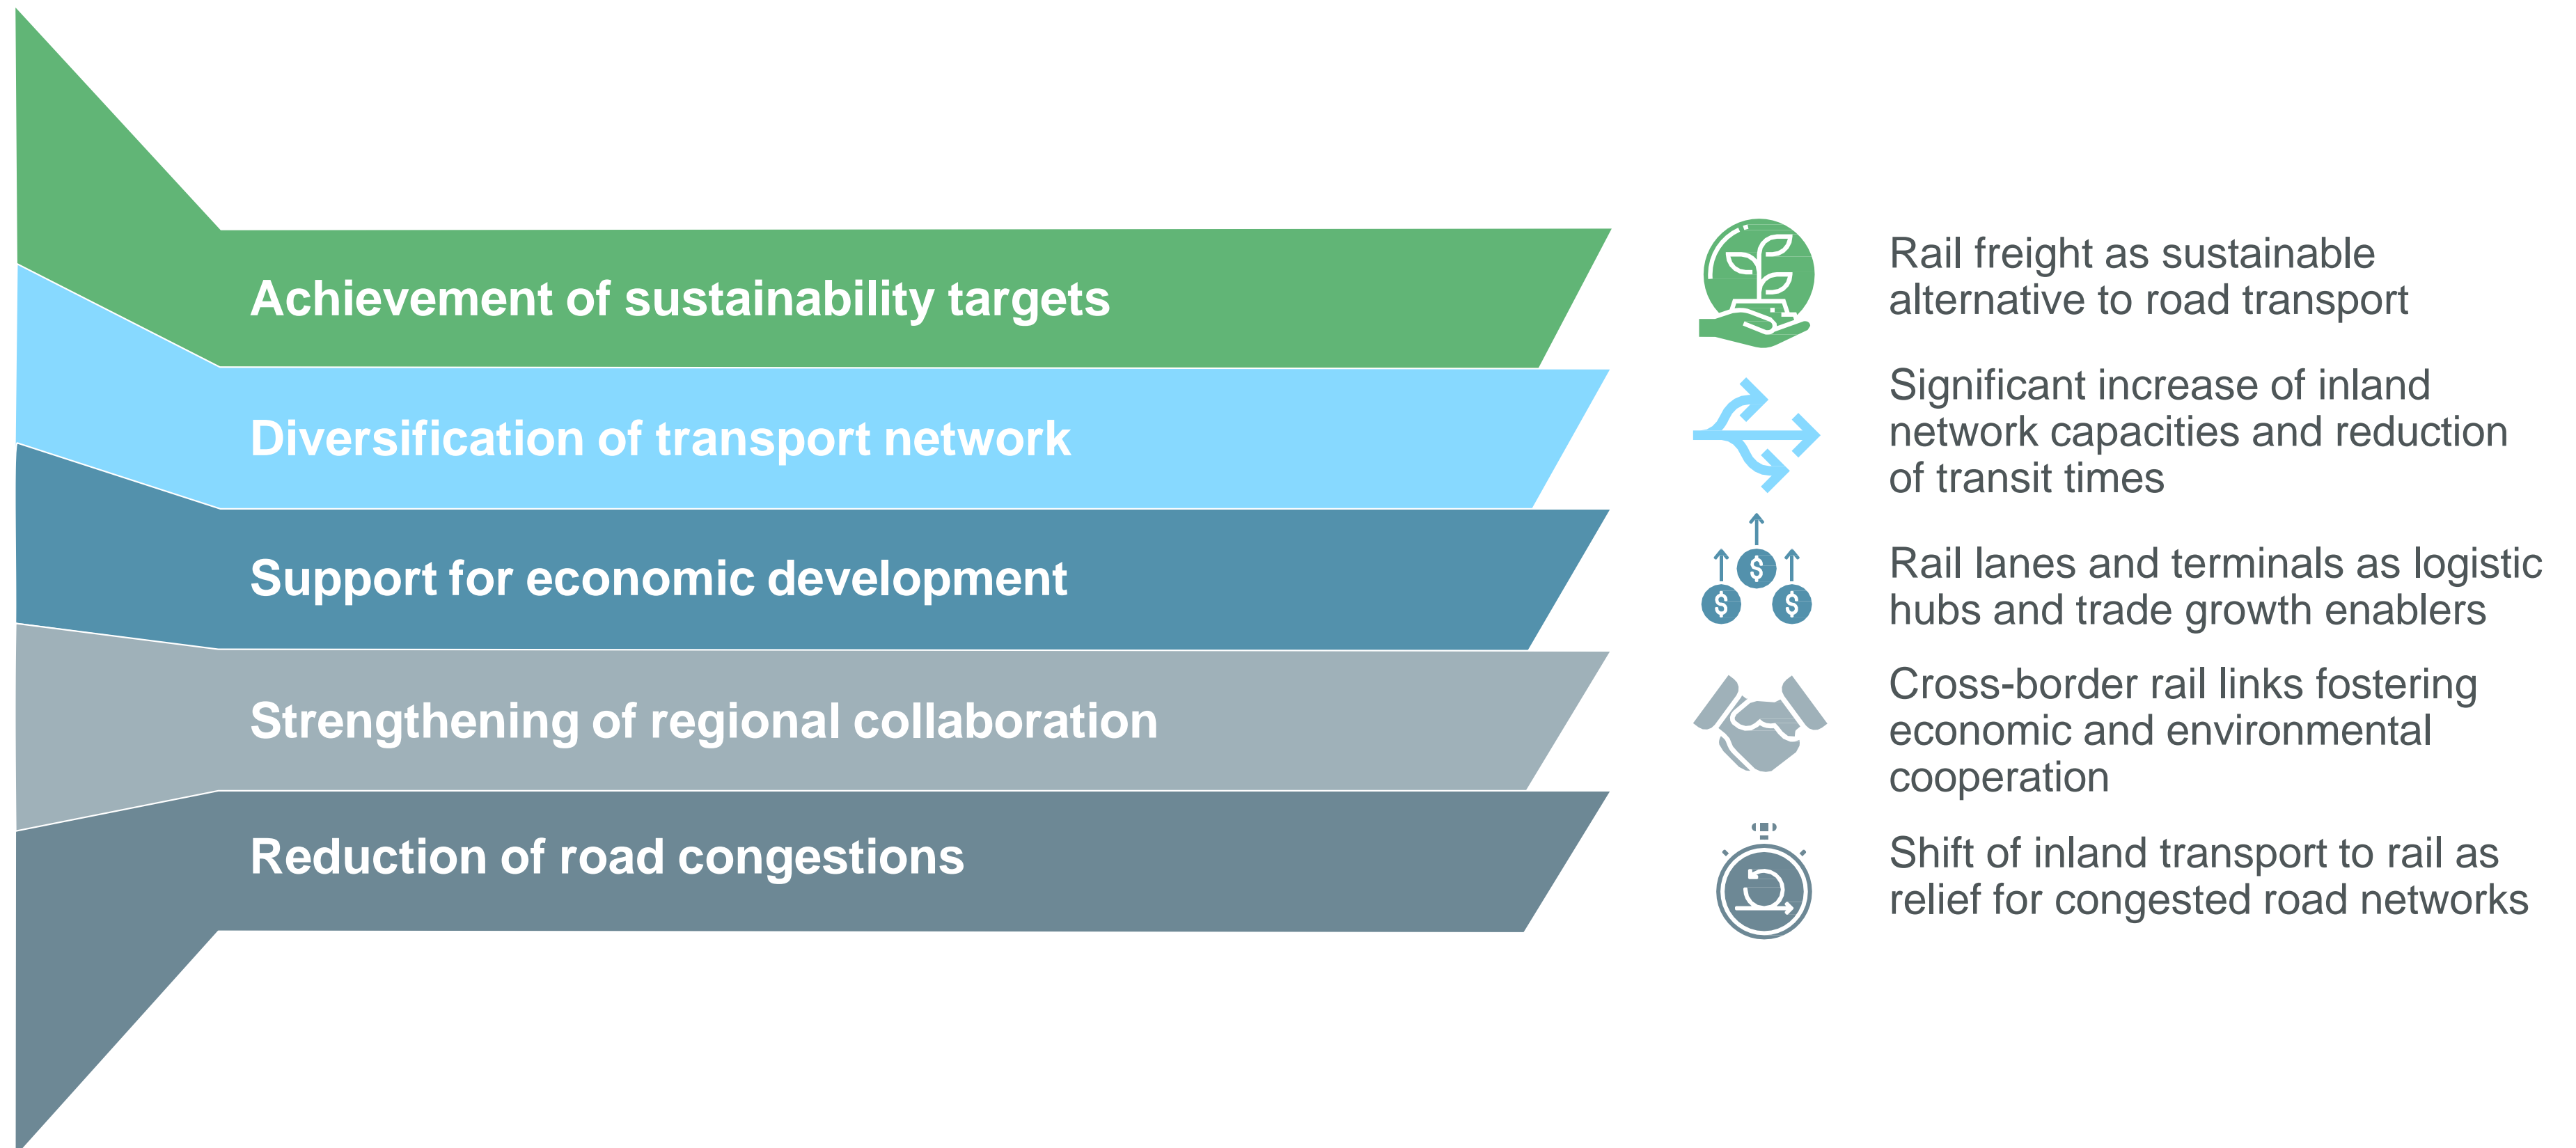 Achievement of sustainability targets
Rail freight as sustainable
alternative to road transport
Diversification of transport network
Significant increase of inland
network capacities and reduction
of transit times
Support for economic development
$ $ $
Rail lanes and terminals as logistic
hubs and trade growth enablers
Strengthening of regional collaboration
Cross-border rail links fostering
economic and environmental
cooperation
Reduction of road congestions
Shift of inland transport to rail as
relief for congested road networks